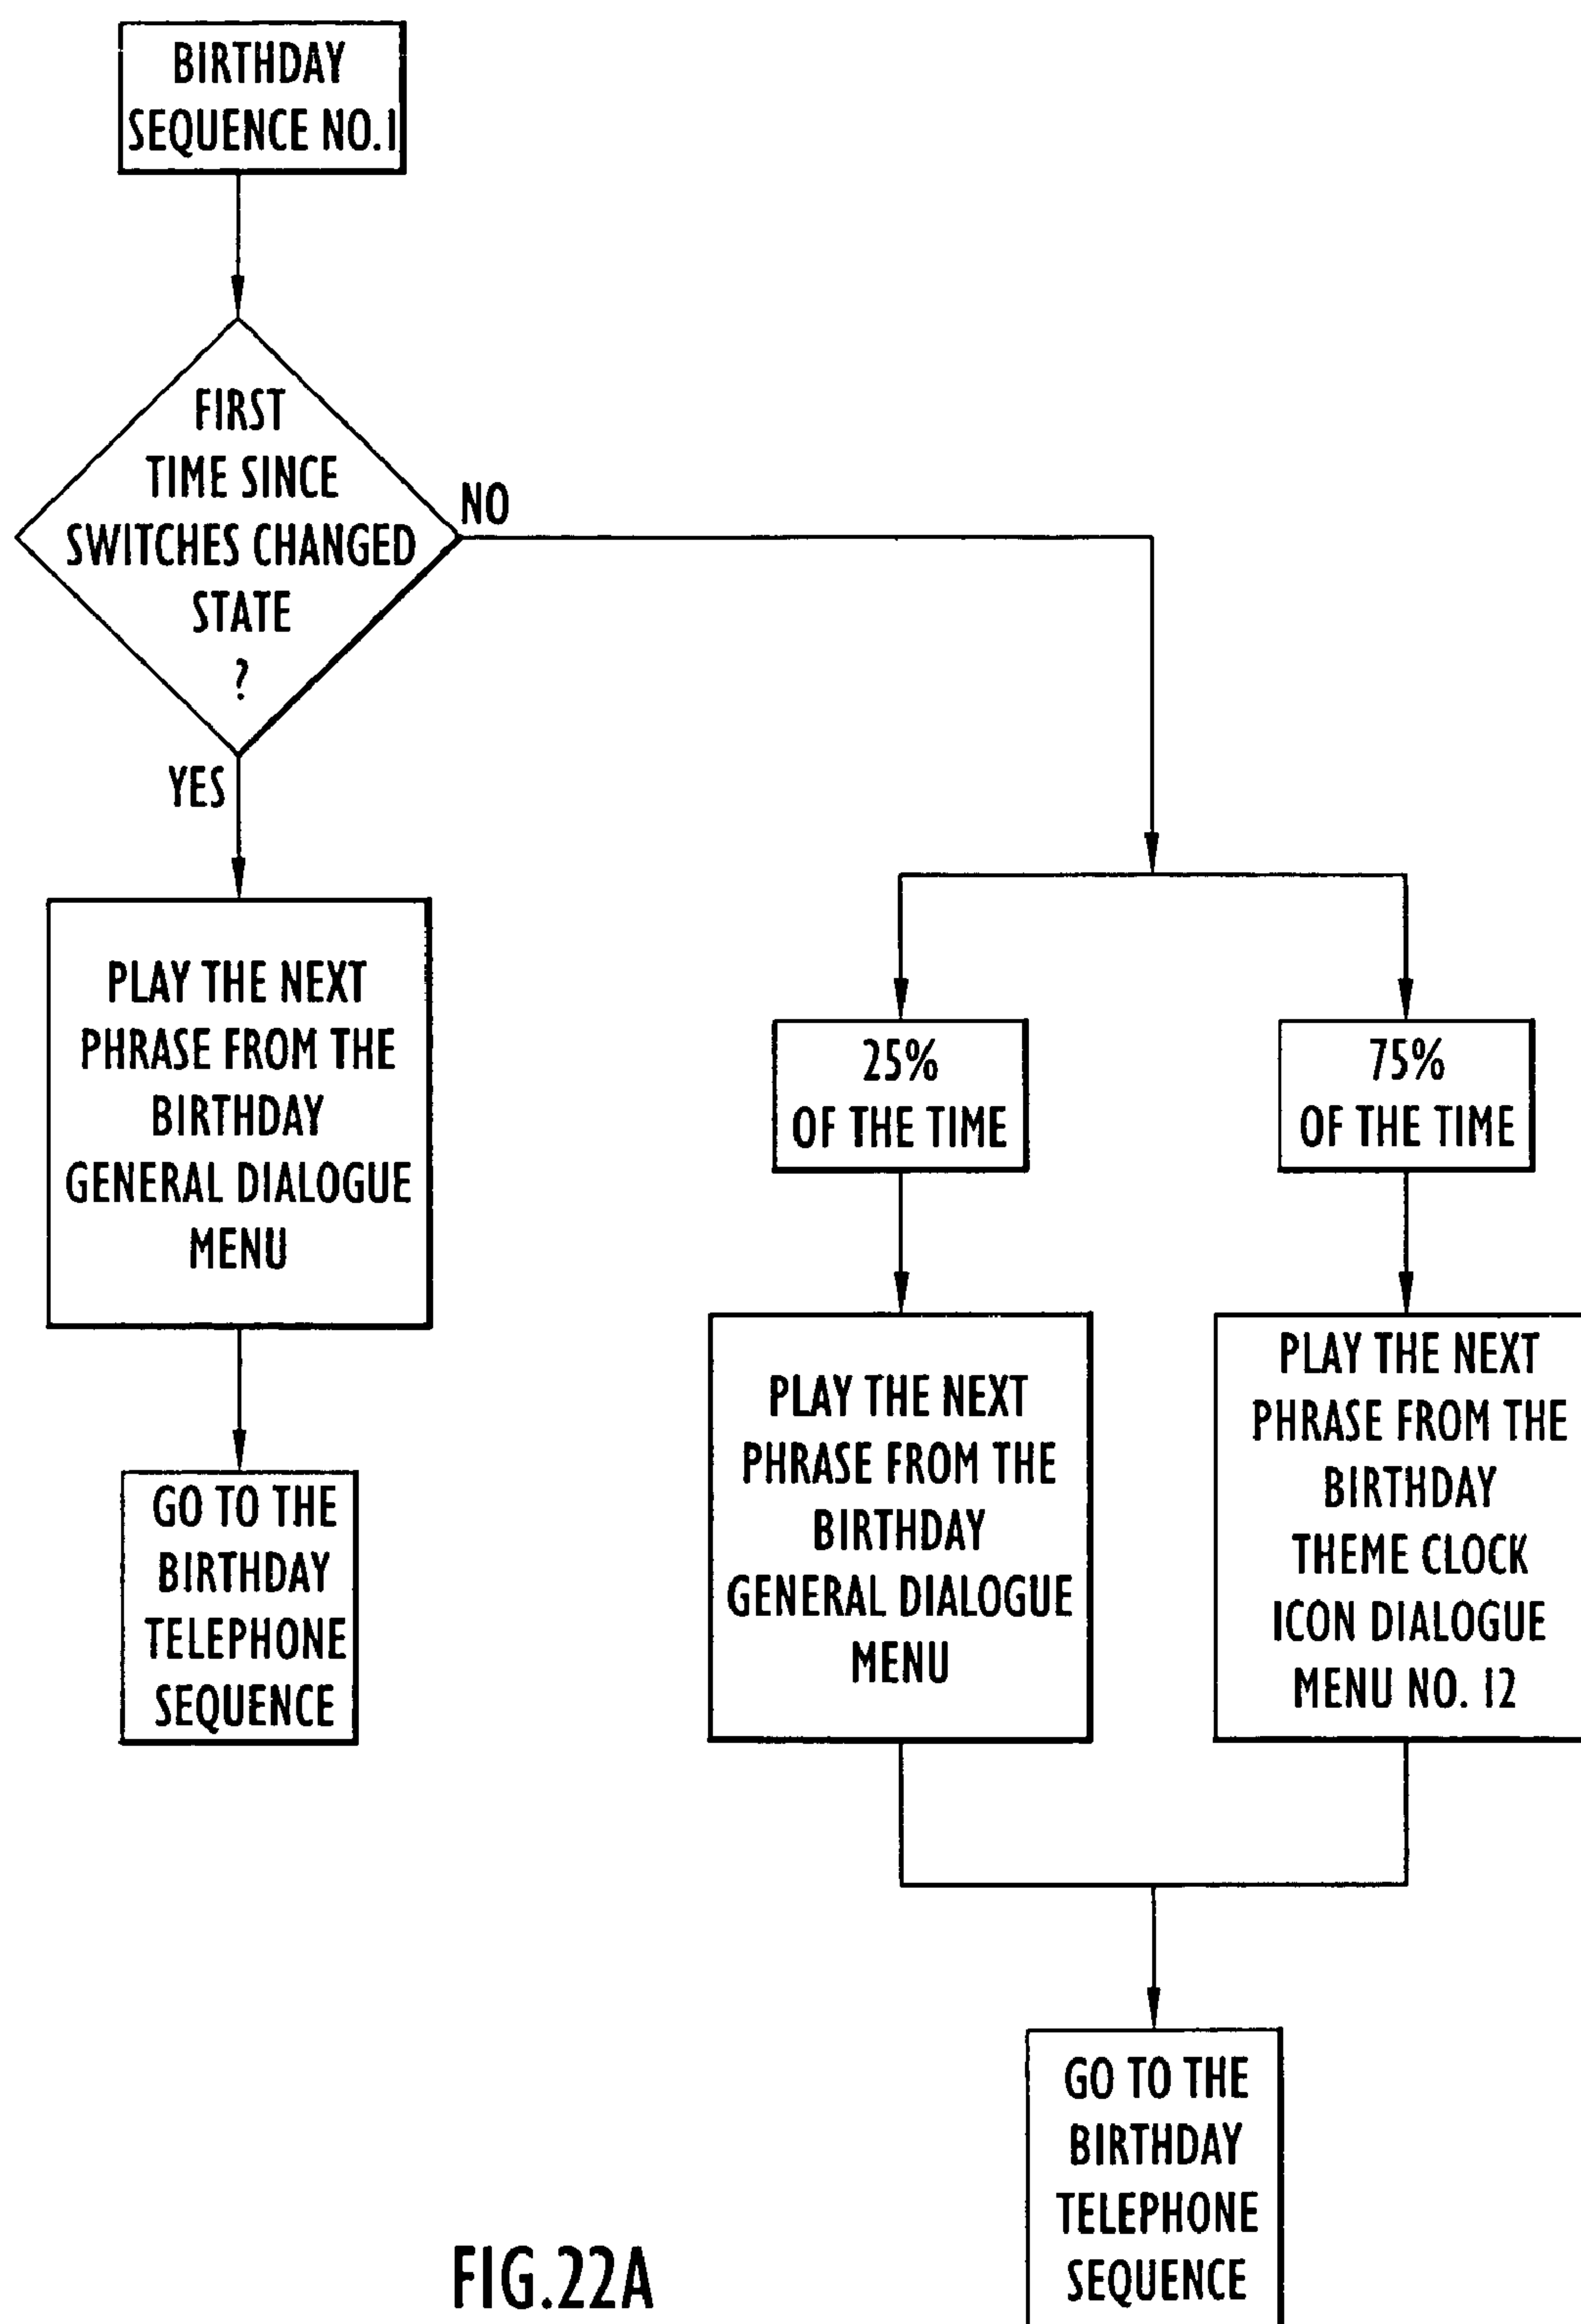 BIRTHDAY
SEQUENCE NO.1
FIRST
TIME SINCE
SWITCHES CHANGED
STATE
?
NO
YES
PLAY THE NEXT
PHRASE FROM THE
BIRTHDAY
GENERAL DIALOGUE
MENU
GO TO THE
BIRTHDAY
TELEPHONE
SEQUENCE
25%
OF THE TIME
75%
OF THE TIME
PLAY THE NEXT
PHRASE FROM THE
BIRTHDAY
GENERAL DIALOGUE
MENU
PLAY THE NEXT
PHRASE FROM THE
BIRTHDAY
THEME CLOCK
ICON DIALOGUE
MENU NO. 12
GO TO THE
BIRTHDAY
TELEPHONE
SEQUENCE
FIG.22A